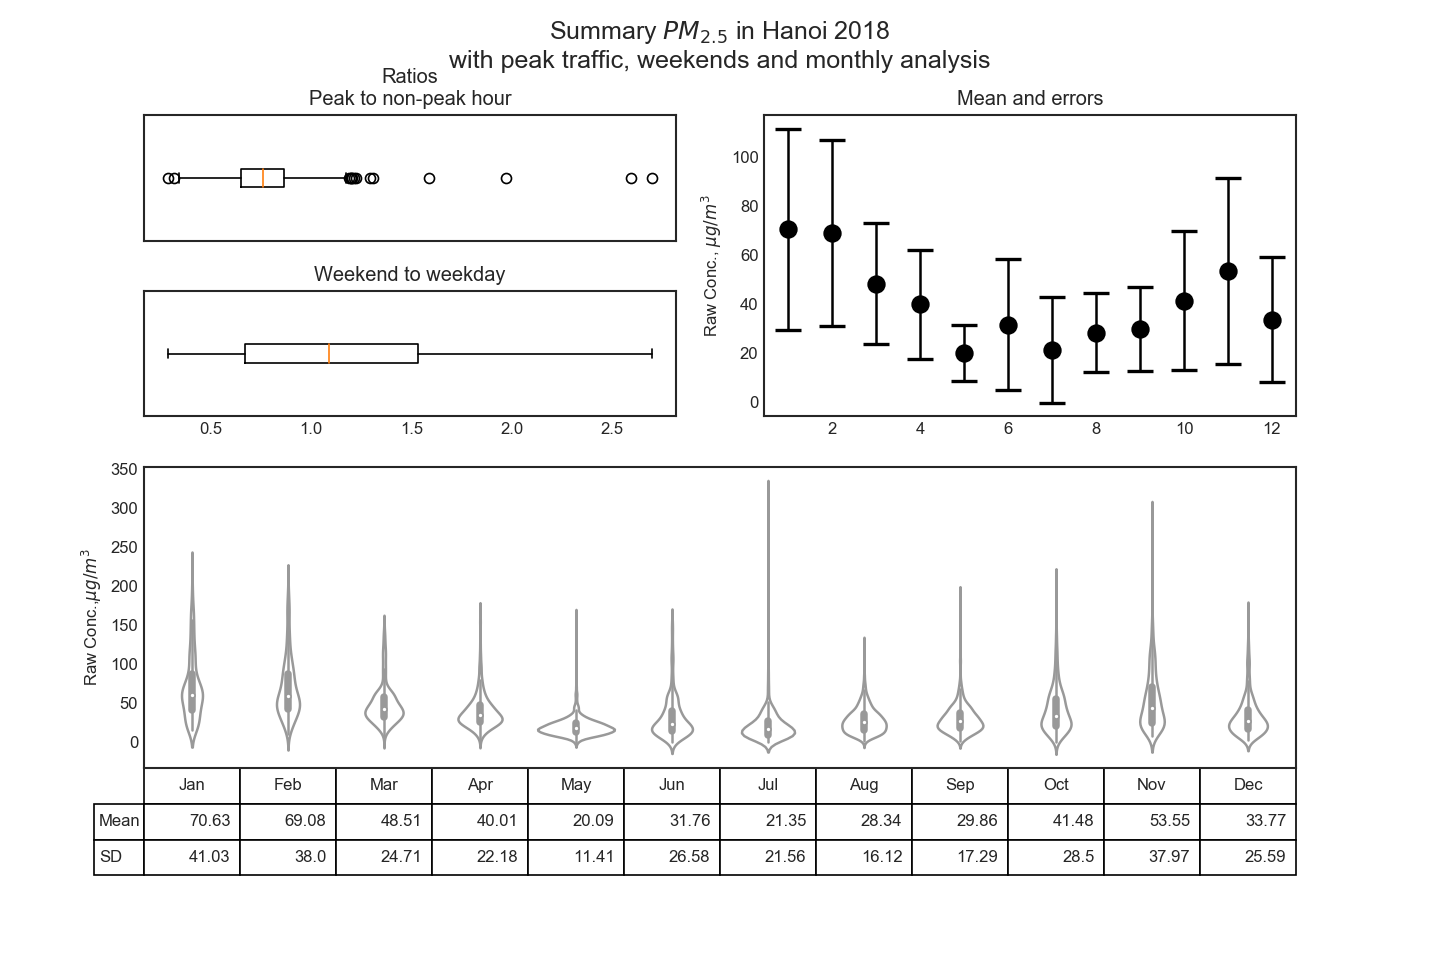 Summary PM2.5 in Hanoi 2018
with peak traffic, weekends and monthly analysis
Ratios
Peak to non-peak hour
Weekend to weekday
0.5 1.0 1.5 2.0 2.5
Mean and errors
Raw Conc., µg/m³
100
80
60
40
20
0
2 4 6 8 10 12
Raw Conc.,µg/m³
350
300
250
200
150
100
50
0
Jan Feb Mar Apr May Jun Jul Aug Sep Oct Nov Dec
Mean 70.63 69.08 48.51 40.01 20.09 31.76 21.35 28.34 29.86 41.48 53.55 33.77
SD 41.03 38.0 24.71 22.18 11.41 26.58 21.56 16.12 17.29 28.5 37.97 25.59